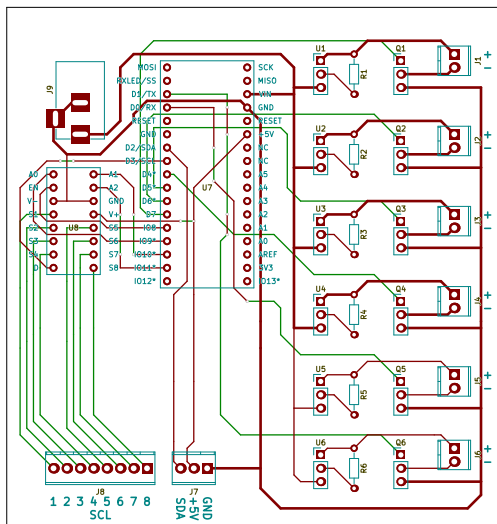 J9
MOSI
RXLED/SS
D1/TX
D0/RX
RESET
GND
D2/SDA
D3/SCL
D4*
D5*
D6*
D7
IO8
IO9*
IO10*
IO11*
IO12*
SCK
MISO
VIN
GND
RESET
+5V
NC
NC
A5
A4
A3
A2
A1
A0
AREF
3V3
IO13*
U7
A0
EN
V-
S1
S2
S3
S4
D
A1
A2
GND
V+
S5
S6
S7
S8
U8
U1
R1
Q1
J1
+
-
U2
R2
Q2
J2
+
-
U3
R3
Q3
J3
+
-
U4
R4
Q4
J4
+
-
U5
R5
Q5
J5
+
-
U6
R6
Q6
J6
+
-
J8
1 2 3 4 5 6 7 8
SCL
J7
SDA
+5V
GND